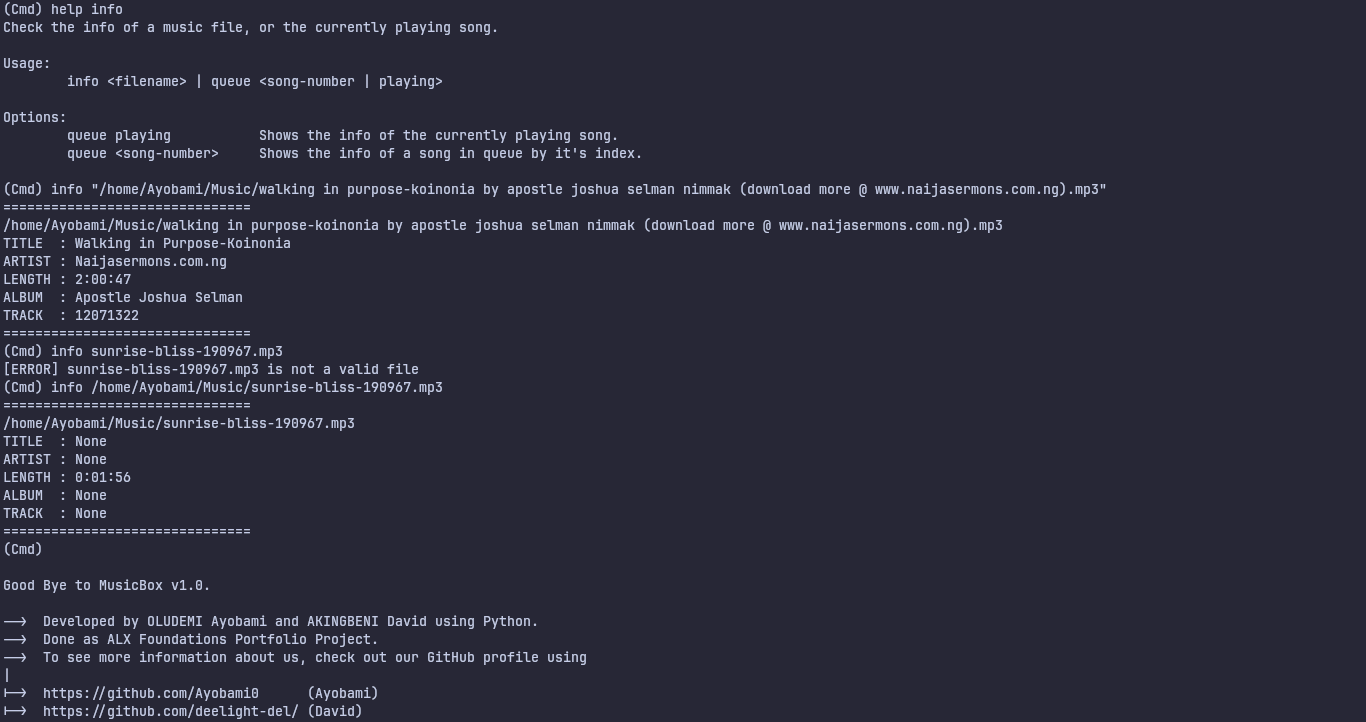 (Cmd) help info
Check the info of a music file, or the currently playing song.
Usage:
info <filename> | queue <song-number | playing>
Options:
queue playing           Shows the info of the currently playing song.
queue <song-number>     Shows the info of a song in queue by it's index.
(Cmd) info "/home/Ayobami/Music/walking in purpose-koinonia by apostle joshua selman nimmak (download more @ www.naijasermons.com.ng).mp3"
===============================
/home/Ayobami/Music/walking in purpose-koinonia by apostle joshua selman nimmak (download more @ www.naijasermons.com.ng).mp3
TITLE  : Walking in Purpose-Koinonia
ARTIST : Naijasermons.com.ng
LENGTH : 2:00:47
ALBUM  : Apostle Joshua Selman
TRACK  : 12071322
===============================
(Cmd) info sunrise-bliss-190967.mp3
[ERROR] sunrise-bliss-190967.mp3 is not a valid file
(Cmd) info /home/Ayobami/Music/sunrise-bliss-190967.mp3
===============================
/home/Ayobami/Music/sunrise-bliss-190967.mp3
TITLE  : None
ARTIST : None
LENGTH : 0:01:56
ALBUM  : None
TRACK  : None
===============================
(Cmd)
Good Bye to MusicBox v1.0.
——> Developed by OLUDEMI Ayobami and AKINGBENI David using Python.
——> Done as ALX Foundations Portfolio Project.
——> To see more information about us, check out our GitHub profile using
|
|——> https://github.com/Ayobami0      (Ayobami)
|——> https://github.com/deelight-del/ (David)